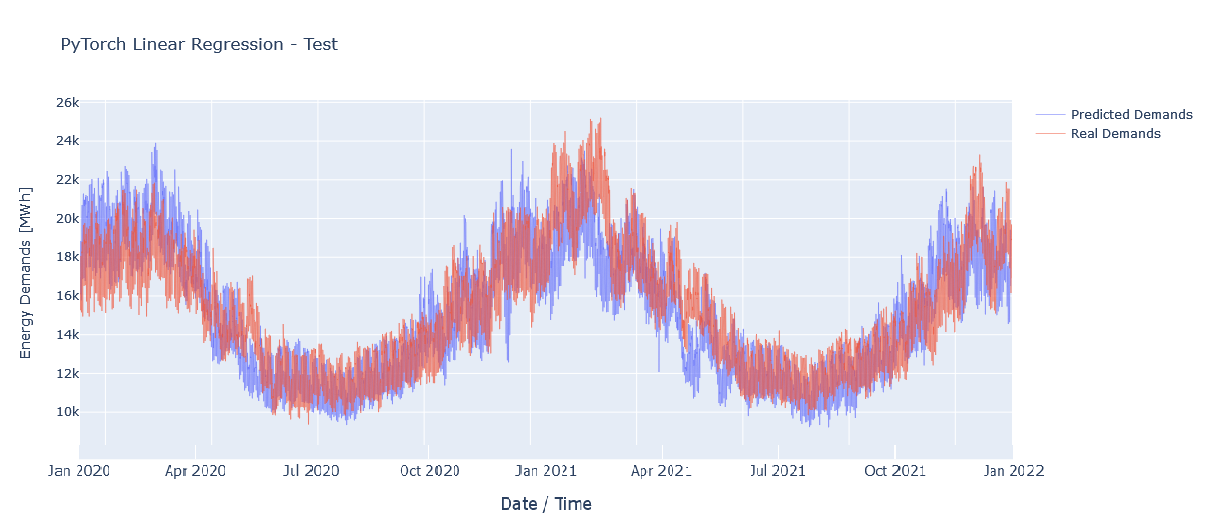 PyTorch Linear Regression - Test
26k
24k
22k
20k
18k
16k
14k
12k
10k
Energy Demands [MWh]
Jan 2020
Apr 2020
Jul 2020
Oct 2020
Jan 2021
Apr 2021
Jul 2021
Oct 2021
Jan 2022
Date / Time
Predicted Demands
Real Demands